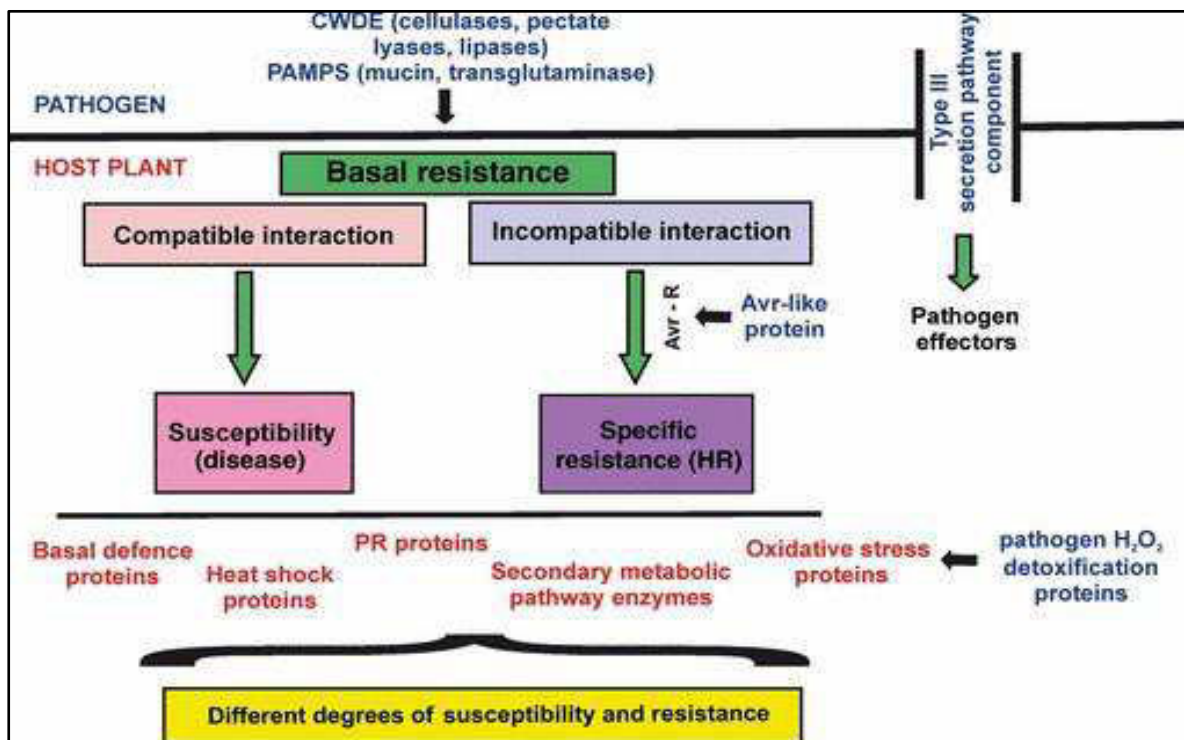 CWDE (cellulases, pectate
lyases, lipases)
PAMPS (mucin, transglutaminase)
PATHOGEN
Type III
secretion pathway
component
HOST PLANT
Basal resistance
Compatible interaction
Incompatible interaction
Avr - R
Avr-like
protein
Pathogen
effectors
Susceptibility
(disease)
Specific
resistance (HR)
Basal defence
proteins
Heat shock
proteins
PR proteins
Secondary metabolic
pathway enzymes
Oxidative stress
proteins
pathogen H₂O₂
detoxification
proteins
Different degrees of susceptibility and resistance